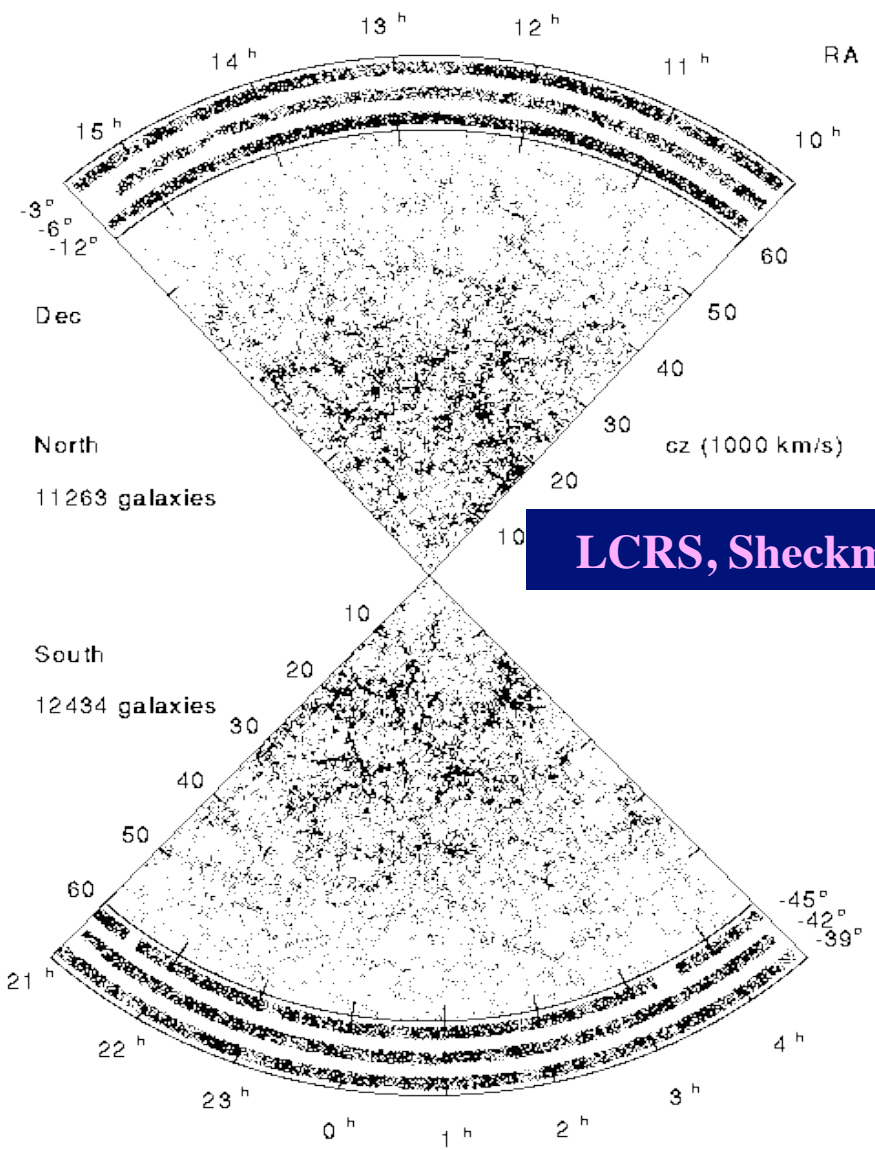 13 h
12 h
14 h
11 h
RA
15 h
10 h
-3°
-6°
-12°
60
Dec
50
40
30
North
cz (1000 km/s)
20
11263 galaxies
10
LCRS,
10
South
20
12434 galaxies
30
40
50
60
-45°
-42°
-39°
21 h
22 h
4 h
23 h
3 h
0 h
1 h
2 h